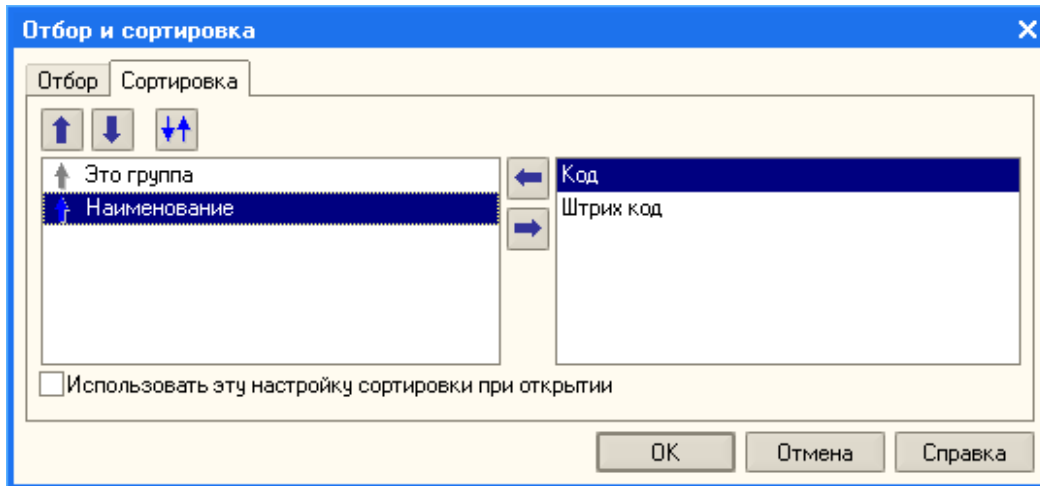 Отбор и сортировка
Отбор Сортировка
Это группа
Наименование
Код
Штрих код
Использовать эту настройку сортировки при открытии
OK Отмена Справка